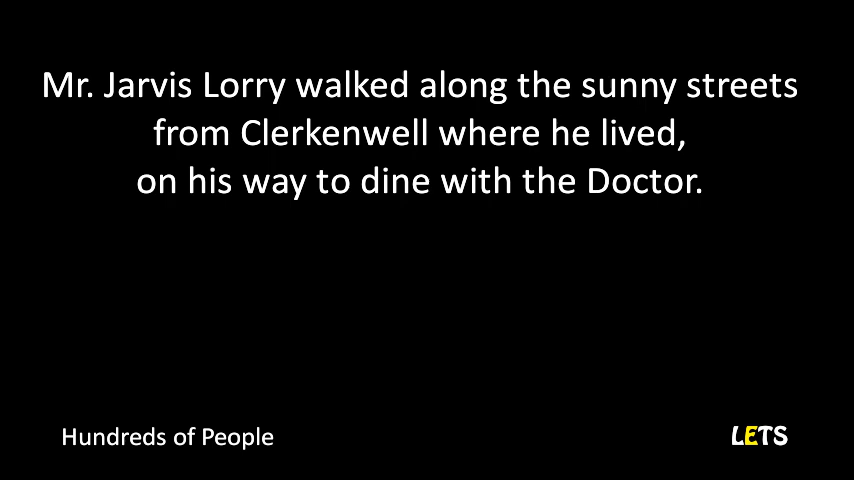 Mr. Jarvis Lorry walked along the sunny streets
from Clerkenwell where he lived,
on his way to dine with the Doctor.
Hundreds of People
LETS